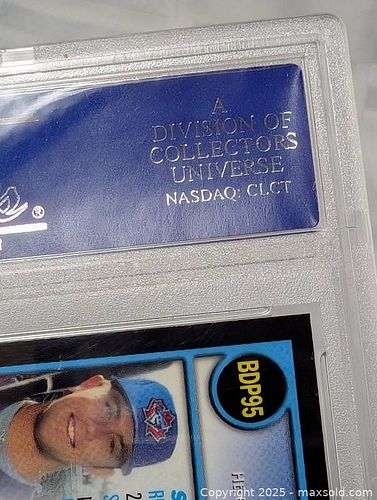 A
DIVISION OF
COLLECTORS
UNIVERSE
NASDAQ: CLCT
®
BDP95
Copyright © 2025 - maxsold.com